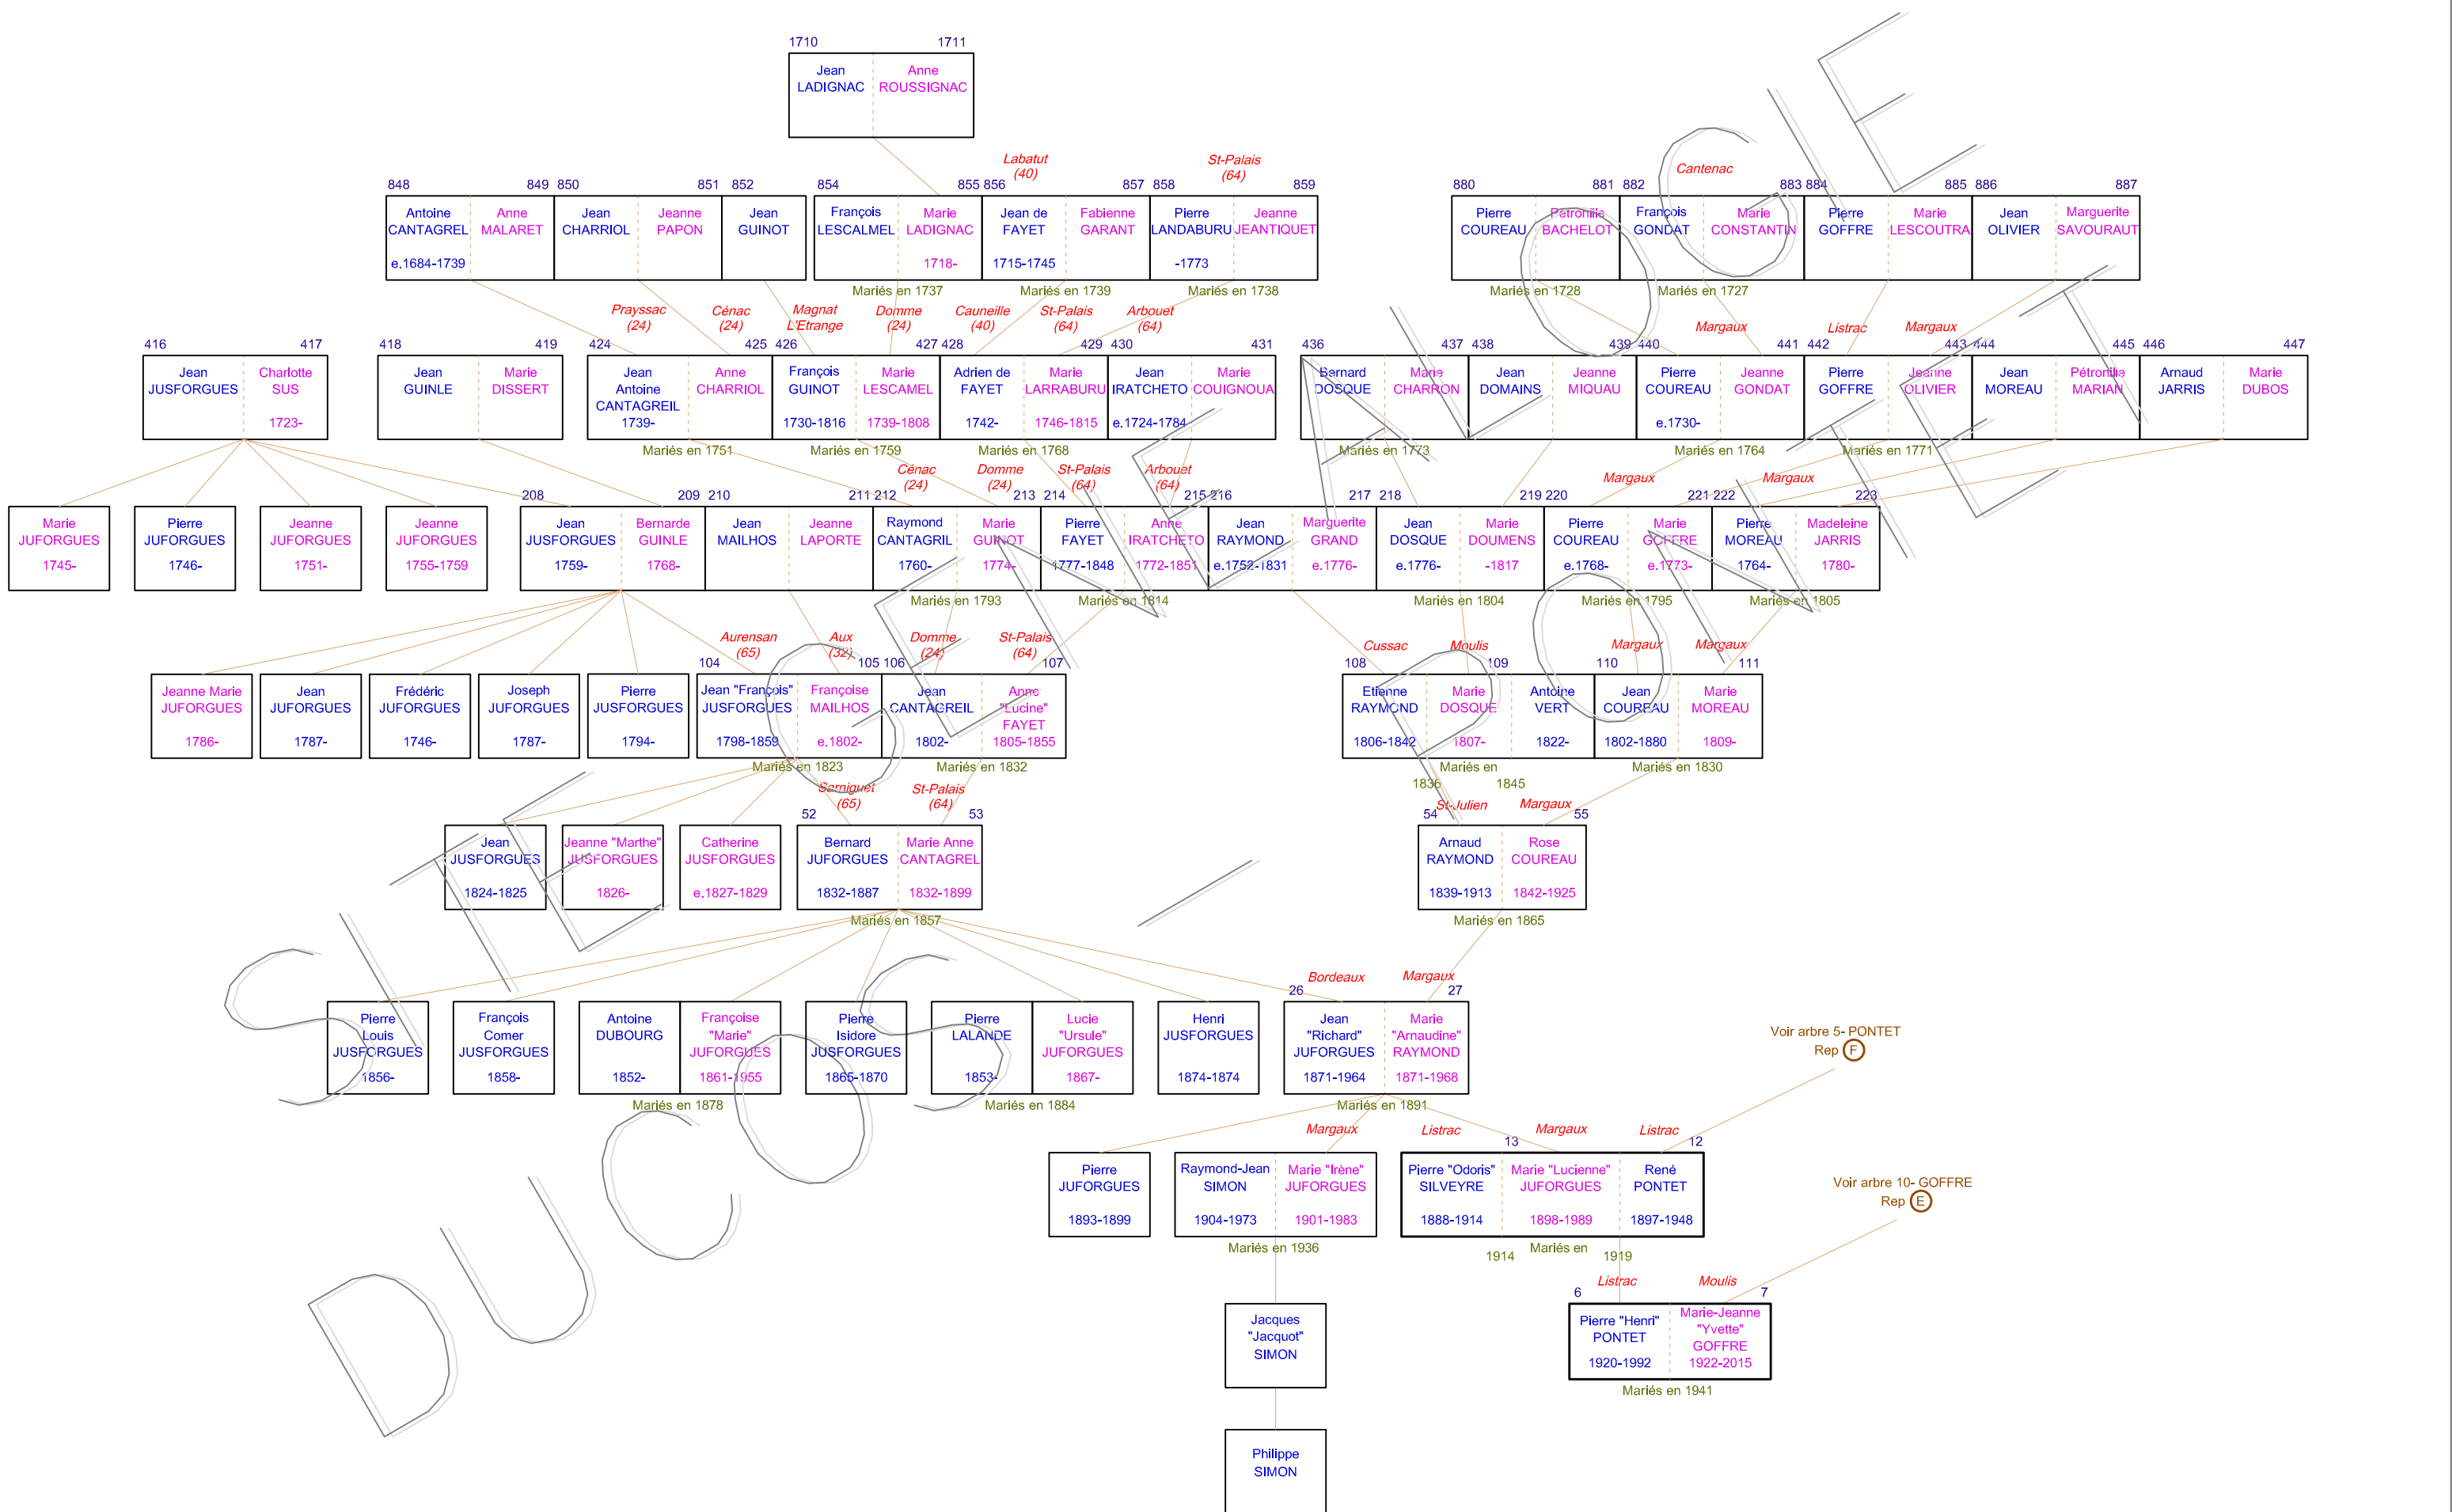 1710 1711
Jean Anne
LADIGNAC ROUSSIGNAC
Labatut St-Palais Cantenac
(40) (64)
848 849 850 851 852 854 855 856 857 858 859 880 881 882 883 884 885 886 887
Antoine Anne Jean Jeanne Jean François Marie Jean de Fabienne Pierre Jeanne Pierre Pétronille François Marie Pierre Marie Jean Marguerite
CANTAGREL MALARET CHARRIOL PAPON GUINOT LESCALMEL LADIGNAC FAYET GARANT LANDABURU JEANTIQUET COUREAU BACHELOT GONDAT CONSTANTIN GOFFRE LESCOUTRA OLIVIER SAVOURAUT
e.1684-1739 1718- 1715-1745 -1773
Mariés en 1737 Mariés en 1739 Mariés en 1738 Mariés en 1728 Mariés en 1727
Prayssac Cénac Magnat Domme Cauneille St-Palais Arbouet Margaux Listrac Margaux
(24) (24) L'Etrange (24) (40) (64) (64)
416 417 418 419 424 425 426 427 428 429 430 431 436 437 438 439 440 441 442 443 444 445 446 447
Jean Charlotte Jean Marie Jean Anne François Marie Adrien de Marie Jean Marie Bernard Marie Jean Jeanne Pierre Jeanne Pierre Jeanne Jean Pétronille Arnaud Marie
JUSFORGUES SUS GUINLE DISSERT Antoine CHARRIOL GUINOT LESCAMEL FAYET LARRABURU IRATCHETO COUIGNOUA DOSQUE CHARRON DOMAINS MIQUAU COUREAU GONDAT GOFFRE OLIVIER MOREAU MARIAN JARRIS DUBOS
CANTAGREIL
1723- 1739- 1730-1816 1739-1808 1742- 1746-1815 e.1724-1784 e.1730-
Mariés en 1751 Mariés en 1759 Mariés en 1768 Mariés en 1773 Mariés en 1764 Mariés en 1771
Cénac Domme St-Palais Arbouet Margaux Margaux
(24) (24) (64) (64)
208 209 210 211 212 213 214 215 216 217 218 219 220 221 222 223
Marie Pierre Jeanne Jeanne Jean Bernarde Jean Jeanne Raymond Marie Pierre Anne Jean Marguerite Jean Marie Pierre Marie Pierre Madeleine
JUFORGUES JUFORGUES JUFORGUES JUFORGUES JUSFORGUES GUINLE MAILHOS LAPORTE CANTAGRIL GUINOT FAYET IRATCHETO RAYMOND GRAND DOSQUE DOUMENS COUREAU GOFFRE MOREAU JARRIS
1745- 1746- 1751- 1755-1759 1759- 1768- 1760- 1774- 1777-1848 1772-1851 e.1752-1831 e.1776- e.1776- -1817 e.1768- e.1773- 1764- 1780-
Mariés en 1793 Mariés en 1814 Mariés en 1804 Mariés en 1795 Mariés en 1805
Aurensan Aux Domme St-Palais Cussac Moulis Margaux Margaux
(65) (32) (24) (64)
104 105 106 107 108 109 110 111
Jeanne Marie Jean Frédéric Joseph Pierre Jean "François" Françoise Jean Anne Etienne Marie Antoine Jean Marie
JUFORGUES JUFORGUES JUFORGUES JUFORGUES JUSFORGUES JUSFORGUES MAILHOS CANTAGREIL "Lucine" RAYMOND DOSQUE VERT COUREAU MOREAU
FAYET
1786- 1787- 1746- 1787- 1794- 1798-1859 e.1802- 1802- 1805-1855 1806-1842 1807- 1822- 1802-1880 1809-
Mariés en 1823 Mariés en 1832 Mariés en Mariés en 1830
1836 1845
Sarniguet St-Palais St-Julien Margaux
(65) (64)
52 53 54 55
Jean Jeanne "Marthe" Catherine Bernard Marie Anne Arnaud Rose
JUSFORGUES JUSFORGUES JUSFORGUES JUFORGUES CANTAGREL RAYMOND COUREAU
1824-1825 1826- e.1827-1829 1832-1887 1832-1899 1839-1913 1842-1925
Mariés en 1857 Mariés en 1865
Bordeaux Margaux
26 27
Pierre François Antoine Françoise Pierre Pierre Lucie Henri Jean Marie
Louis Comer DUBOURG "Marie" Isidore LALANDE "Ursule" JUSFORGUES "Richard" "Arnaudine"
JUSFORGUES JUSFORGUES JUFORGUES JUSFORGUES JUFORGUES JUFORGUES RAYMOND
1856- 1858- 1852- 1861-1955 1865-1870 1853- 1867- 1874-1874 1871-1964 1871-1968
Mariés en 1878 Mariés en 1884 Mariés en 1891
Voir arbre 5- PONTET
Rep F
Margaux Listrac Margaux Listrac
13 12
Pierre Raymond-Jean Marie "Irène" Pierre "Odoris" Marie "Lucienne" René
JUFORGUES SIMON JUFORGUES SILVEYRE JUFORGUES PONTET
1893-1899 1904-1973 1901-1983 1888-1914 1898-1989 1897-1948
Mariés en 1936 1914 Mariés en 1919
Voir arbre 10- GOFFRE
Rep E
Listrac Moulis
6 7
Jacques Pierre "Henri" Marie-Jeanne
"Jacquot" PONTET "Yvette"
SIMON GOFFRE
1920-1992 1922-2015
Mariés en 1941
Philippe
SIMON
SITE GENEALOGIE
DUCOS - PONTET